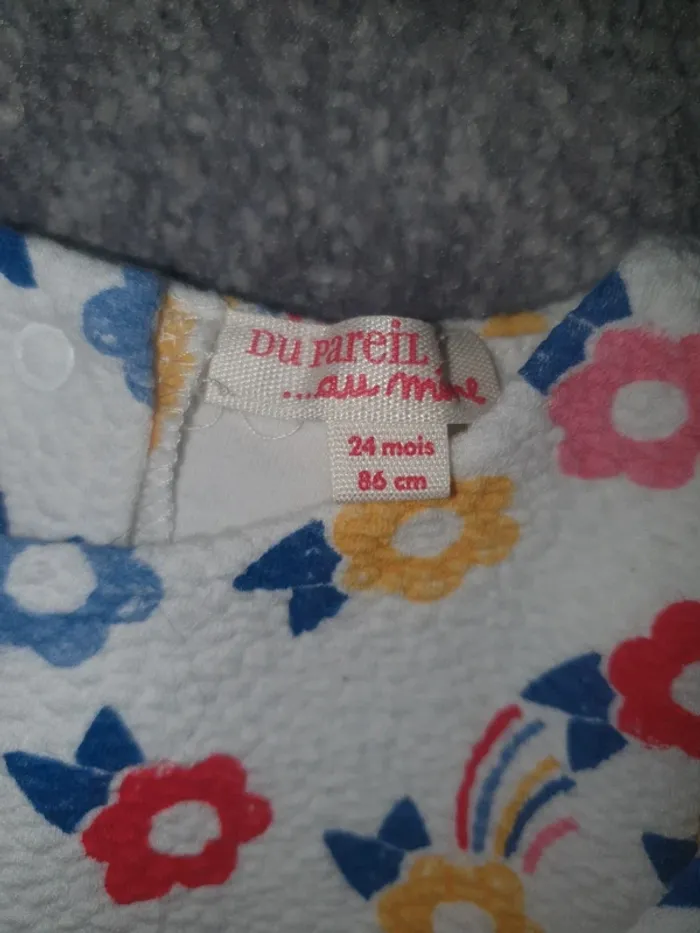 Du Pareil
...au même
24 mois
86 cm